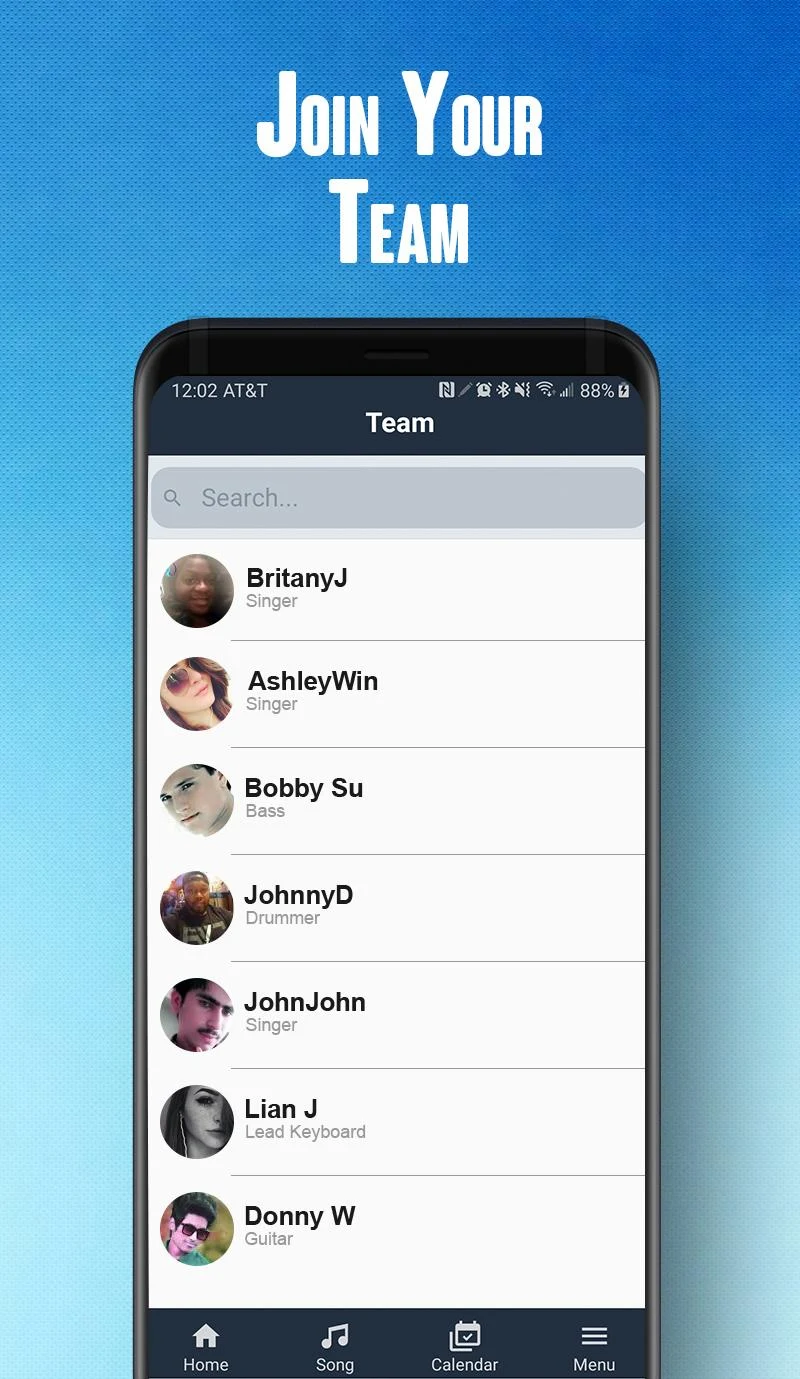 Join Your
Team
12:02 AT&T 88%
Team
Search...
BritanyJ
Singer
AshleyWin
Singer
Bobby Su
Bass
JohnnyD
Drummer
JohnJohn
Singer
Lian J
Lead Keyboard
Donny W
Guitar
Home Song Calendar Menu